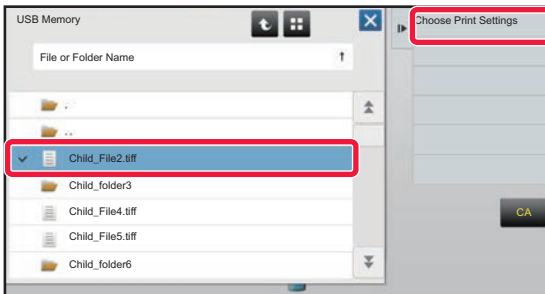 USB Memory
Choose Print Settings
File or Folder Name
.
..
Child_File2.tiff
Child_folder3
Child_File4.tiff
Child_File5.tiff
Child_folder6
CA